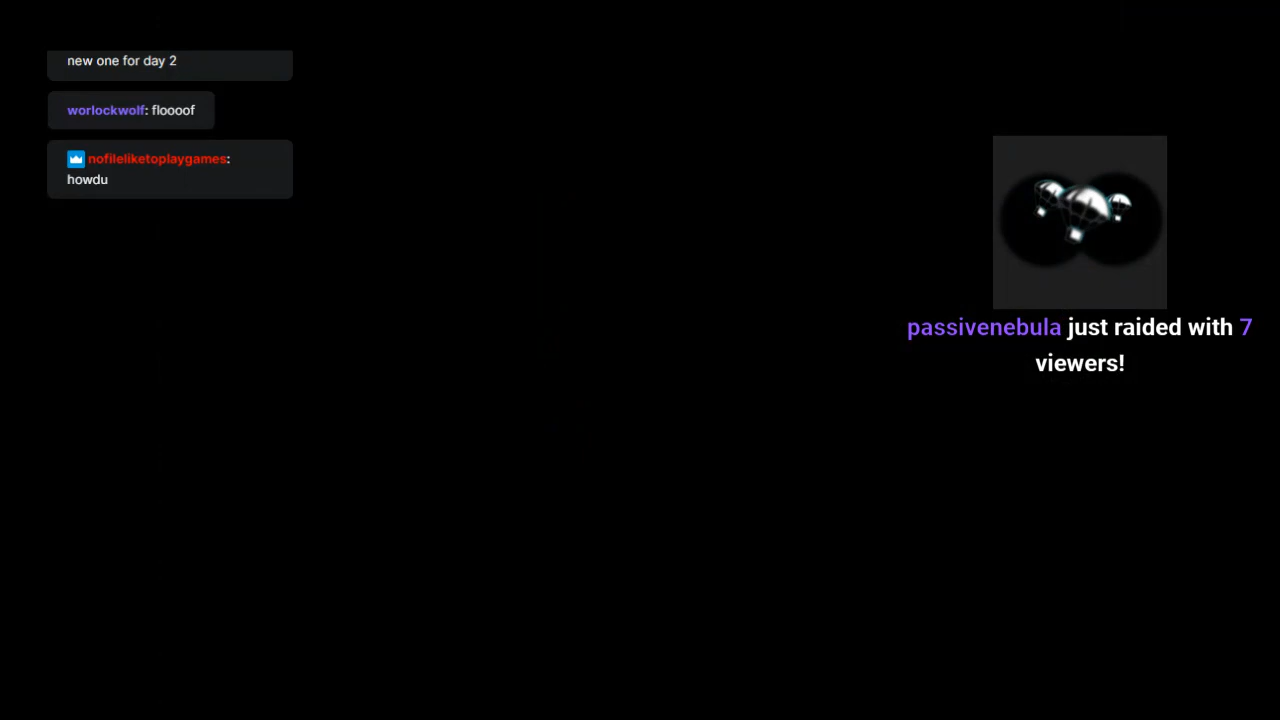 new one for day 2
worlockwolf: floooof
nofileliketoplaygames:
howdu
passivenebula just raided with 7
viewers!